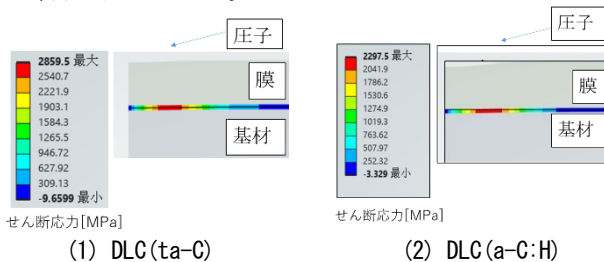 圧子
2859.5 最大
2540.7
2221.9
1903.1
1584.3
1265.5
946.72
627.92
309.13
-9.6599 最小
膜
基材
せん断応力[MPa]
(1) DLC(ta-C)
圧子
2297.5 最大
2041.9
1786.2
1530.6
1274.9
1019.3
763.62
507.97
252.32
-3.329 最小
膜
基材
せん断応力[MPa]
(2) DLC(a-C:H)